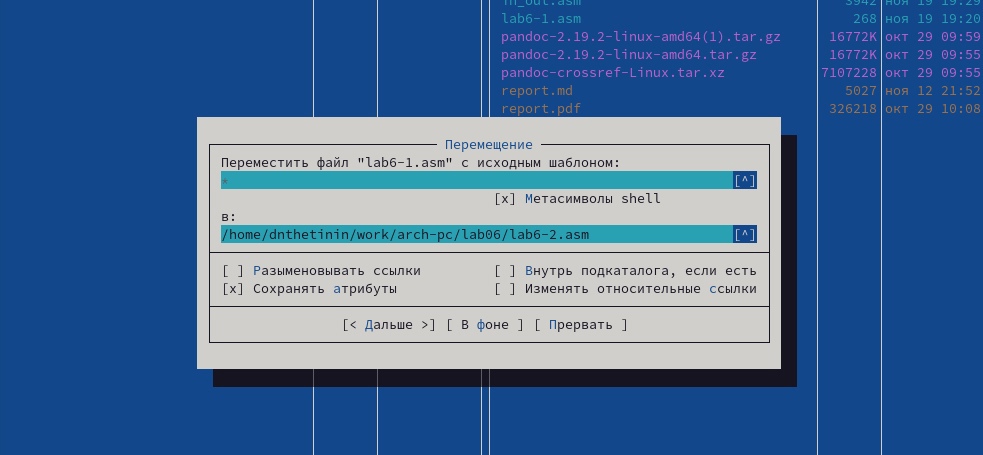 in_out.asm 3942 ноя 19 19:29
lab6-1.asm 268 ноя 19 19:20
pandoc-2.19.2-linux-amd64(1).tar.gz 16772K окт 29 09:59
pandoc-2.19.2-linux-amd64.tar.gz 16772K окт 29 09:55
pandoc-crossref-Linux.tar.xz 7107228 окт 29 09:55
report.md 5027 ноя 12 21:52
report.pdf 326218 окт 29 10:08
Перемещение
Переместить файл "lab6-1.asm" с исходным шаблоном:
* [^]
[x] Метасимволы shell
в:
/home/dnthetinin/work/arch-pc/lab06/lab6-2.asm [^]
[ ] Разыменовывать ссылки [ ] Внутрь подкаталога, если есть
[x] Сохранять атрибуты [ ] Изменять относительные ссылки
[< Дальше >] [ В фоне ] [ Прервать ]